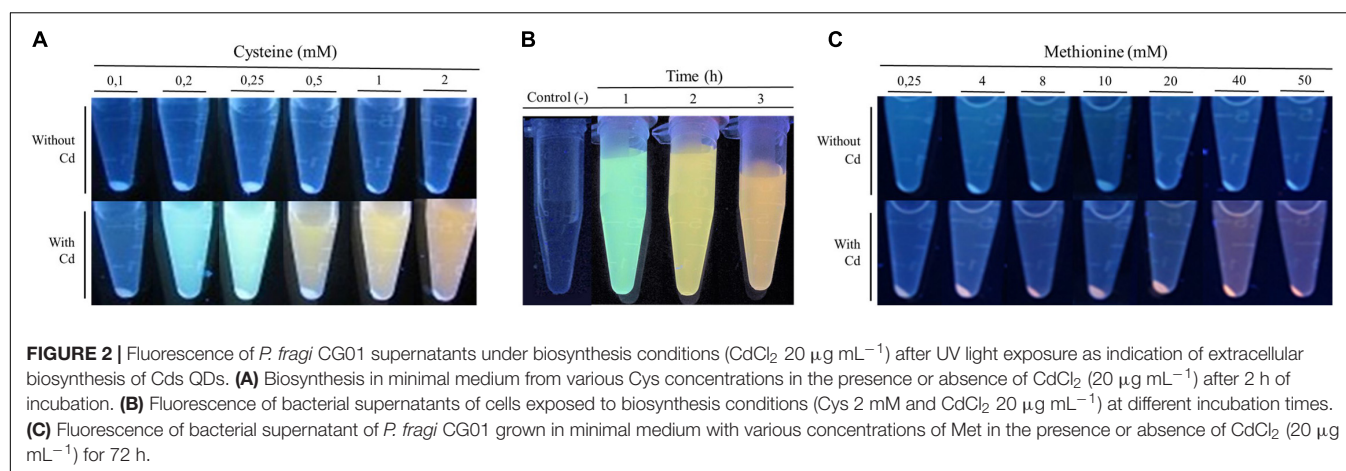 A
Cysteine (mM)
0,1 0,2 0,25 0,5 1 2
Without
Cd
With
Cd
B
Time (h)
Control (-) 1 2 3
C
Methionine (mM)
0,25 4 8 10 20 40 50
Without
Cd
With
Cd
FIGURE 2 | Fluorescence of P. fragi CG01 supernatants under biosynthesis conditions (CdCl₂ 20 μg mL⁻¹) after UV light exposure as indication of extracellular
biosynthesis of Cds QDs. (A) Biosynthesis in minimal medium from various Cys concentrations in the presence or absence of CdCl₂ (20 μg mL⁻¹) after 2 h of
incubation. (B) Fluorescence of bacterial supernatants of cells exposed to biosynthesis conditions (Cys 2 mM and CdCl₂ 20 μg mL⁻¹) at different incubation times.
(C) Fluorescence of bacterial supernatant of P. fragi CG01 grown in minimal medium with various concentrations of Met in the presence or absence of CdCl₂ (20 μg
mL⁻¹) for 72 h.